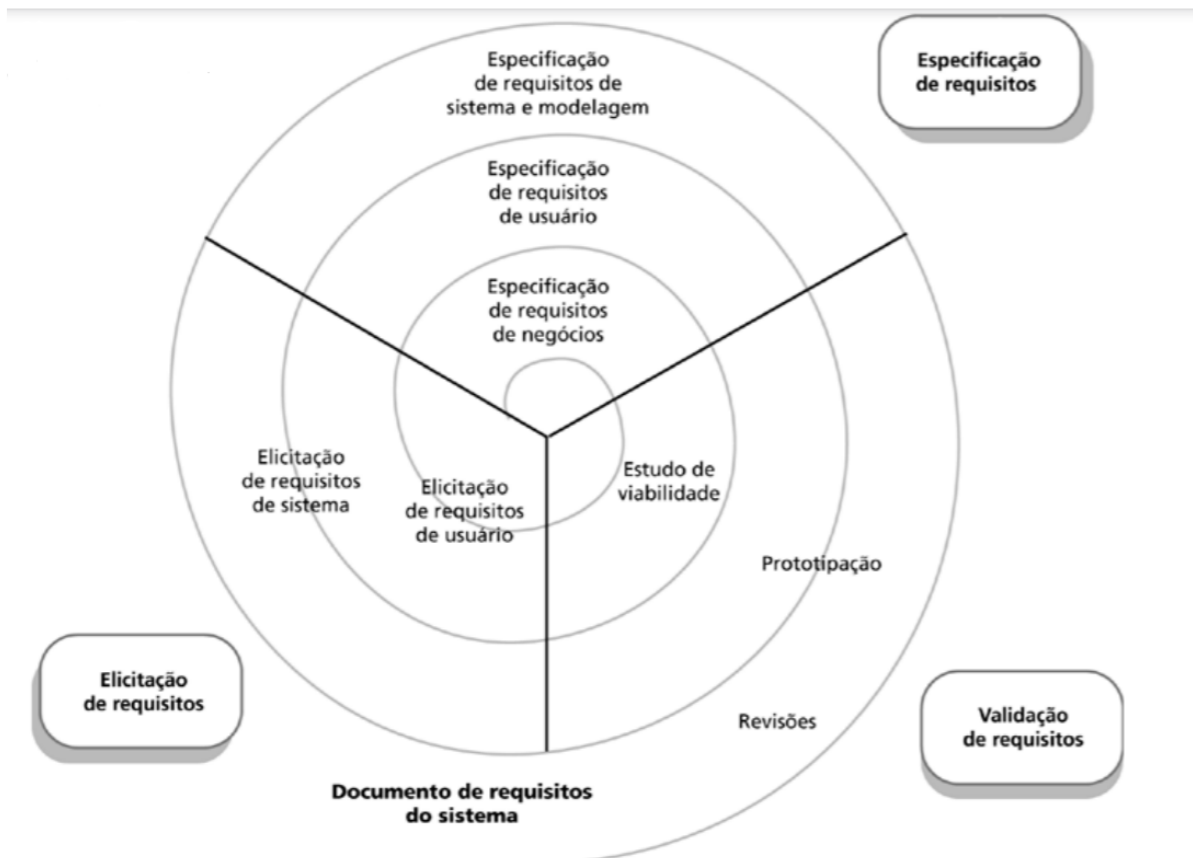 Especificação
de requisitos de
sistema e modelagem
Especificação
de requisitos
Especificação
de requisitos
de usuário
Especificação
de requisitos
de negócios
Elicitação
de requisitos
de sistema
Elicitação
de requisitos
de usuário
Estudo de
viabilidade
Prototipação
Elicitação
de requisitos
Revisões
Validação
de requisitos
Documento de requisitos
do sistema